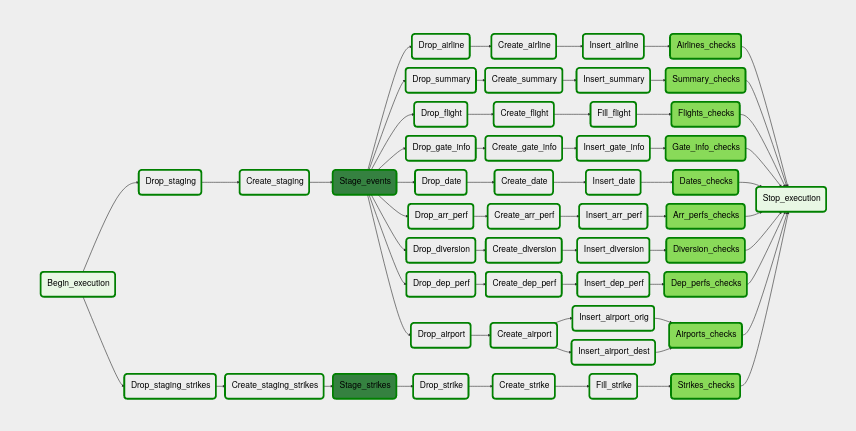 Drop_airline Create_airline Insert_airline Airlines_checks
Drop_summary Create_summary Insert_summary Summary_checks
Drop_flight Create_flight Fill_flight Flights_checks
Drop_gate_info Create_gate_info Insert_gate_info Gate_info_checks
Drop_staging Create_staging Stage_events Drop_date Create_date Insert_date Dates_checks
Stop_execution
Drop_arr_perf Create_arr_perf Insert_arr_perf Arr_perfs_checks
Drop_diversion Create_diversion Insert_diversion Diversion_checks
Begin_execution Drop_dep_perf Create_dep_perf Insert_dep_perf Dep_perfs_checks
Insert_airport_orig
Drop_airport Create_airport Airports_checks
Insert_airport_dest
Drop_staging_strikes Create_staging_strikes Stage_strikes Drop_strike Create_strike Fill_strike Strikes_checks